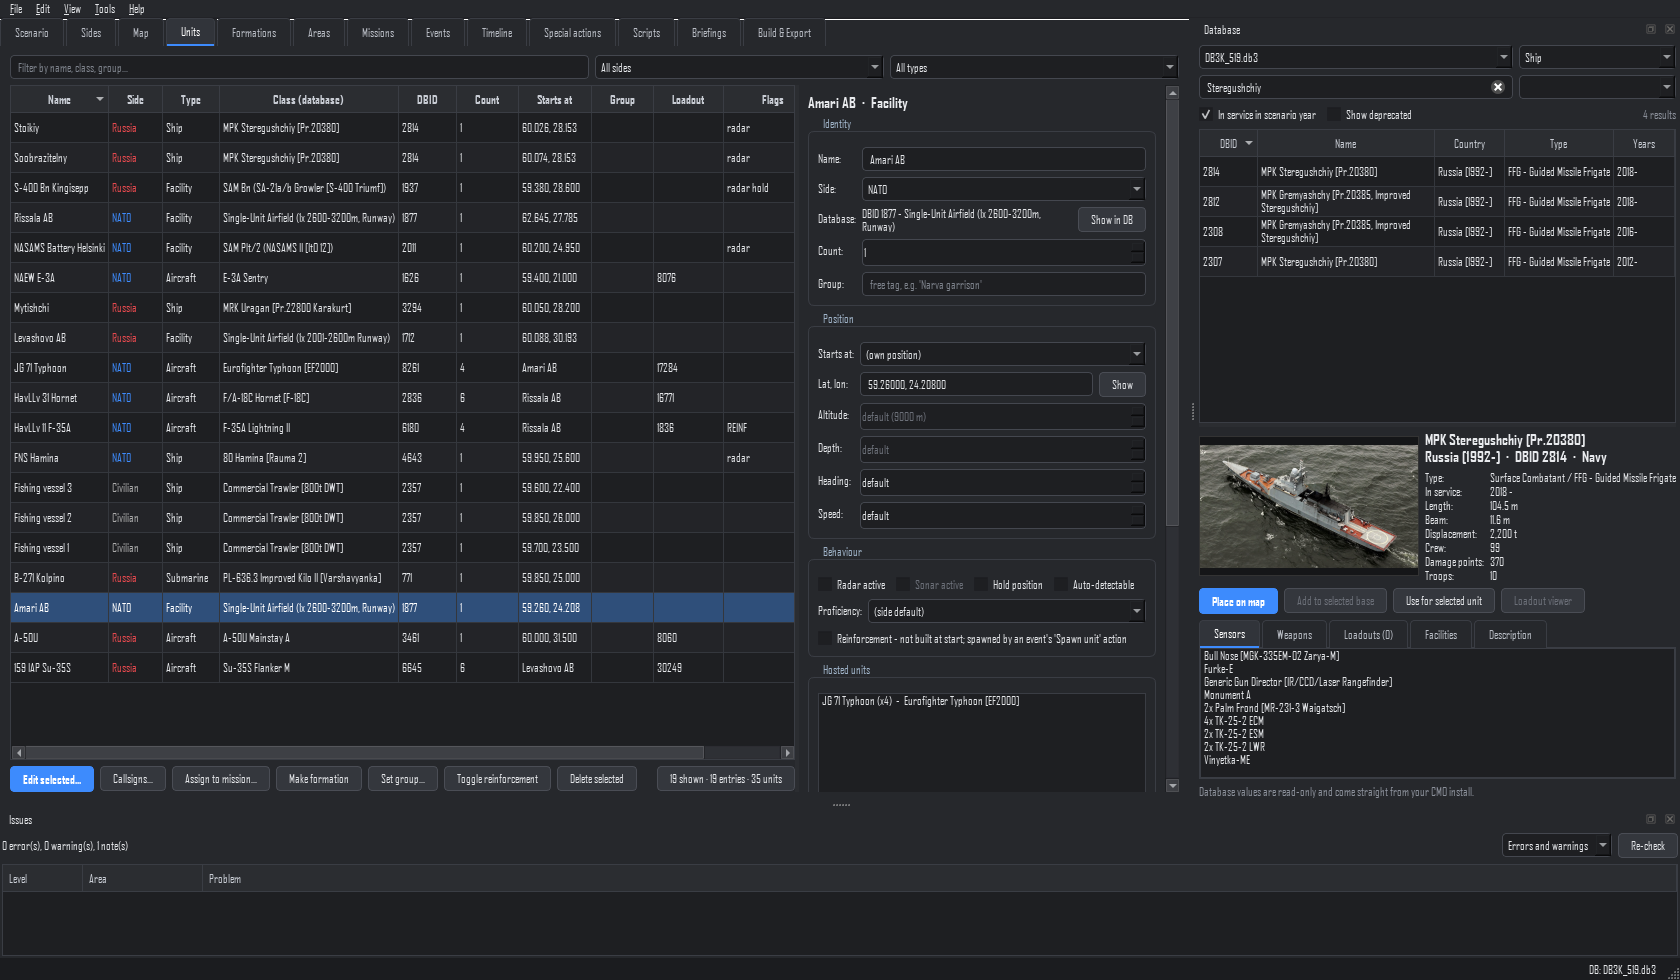 File Edit View Tools Help
Scenario Sides Map Units Formations Areas Missions Events Timeline Special actions Scripts Briefings Build & Export
Filter by name, class, group...
All sides
All types
Name Side Type Class (database) DBID Count Starts at Group Loadout Flags
Stoikiy Russia Ship MPK Steregushchiy [Pr.20380] 2814 1 60.026, 28.153 radar
Soobrazitelny Russia Ship MPK Steregushchiy [Pr.20380] 2814 1 60.074, 28.153 radar
S-400 Bn Kingisepp Russia Facility SAM Bn (SA-21a/b Growler [S-400 Triumf]) 1937 1 59.380, 28.600 radar hold
Rissala AB NATO Facility Single-Unit Airfield (1x 2600-3200m, Runway) 1877 1 62.645, 27.785
NASAMS Battery Helsinki NATO Facility SAM Plt/2 (NASAMS II [ItO 12]) 2011 1 60.200, 24.950 radar
NAEW E-3A NATO Aircraft E-3A Sentry 1626 1 59.400, 21.000 8076
Mytishchi Russia Ship MRK Uragan [Pr.22800 Karakurt] 3294 1 60.050, 28.200
Levashovo AB Russia Facility Single-Unit Airfield (1x 2001-2600m Runway) 1712 1 60.088, 30.193
JG 71 Typhoon NATO Aircraft Eurofighter Typhoon [EF2000] 8261 4 Amari AB 17284
HavLLv 31 Hornet NATO Aircraft F/A-18C Hornet [F-18C] 2836 6 Rissala AB 16771
HavLLv 11 F-35A NATO Aircraft F-35A Lightning II 6180 4 Rissala AB 1836 REINF
FNS Hamina NATO Ship 80 Hamina [Rauma 2] 4643 1 59.950, 25.600 radar
Fishing vessel 3 Civilian Ship Commercial Trawler [800t DWT] 2357 1 59.600, 22.400
Fishing vessel 2 Civilian Ship Commercial Trawler [800t DWT] 2357 1 59.850, 26.000
Fishing vessel 1 Civilian Ship Commercial Trawler [800t DWT] 2357 1 59.700, 23.500
B-271 Kolpino Russia Submarine PL-636.3 Improved Kilo II [Varshavyanka] 771 1 59.850, 25.000
Amari AB NATO Facility Single-Unit Airfield (1x 2600-3200m, Runway) 1877 1 59.260, 24.208
A-50U Russia Aircraft A-50U Mainstay A 3461 1 60.000, 31.500 8060
159 IAP Su-35S Russia Aircraft Su-35S Flanker M 6645 6 Levashovo AB 30249
Edit selected... Callsigns... Assign to mission... Make formation Set group... Toggle reinforcement Delete selected 19 shown · 19 entries · 35 units
Amari AB · Facility
Identity
Name: Amari AB
Side: NATO
Database: DBID 1877 - Single-Unit Airfield (1x 2600-3200m,
Runway)
Show in DB
Count: 1
Group: free tag, e.g. 'Narva garrison'
Position
Starts at: (own position)
Lat, lon: 59.26000, 24.20800 Show
Altitude: default (9000 m)
Depth: default
Heading: default
Speed: default
Behaviour
Radar active Sonar active Hold position Auto-detectable
Proficiency: (side default)
Reinforcement - not built at start; spawned by an event's 'Spawn unit' action
Hosted units
JG 71 Typhoon (x4) - Eurofighter Typhoon [EF2000]
Database
DB3K_519.db3 Ship
Steregushchiy
In service in scenario year Show deprecated 4 results
DBID Name Country Type Years
2814 MPK Steregushchiy [Pr.20380] Russia [1992-] FFG - Guided Missile Frigate 2018-
2812 MPK Gremyashchy [Pr.20385, Improved
Steregushchiy] Russia [1992-] FFG - Guided Missile Frigate 2018-
2308 MPK Gremyashchy [Pr.20385, Improved
Steregushchiy] Russia [1992-] FFG - Guided Missile Frigate 2016-
2307 MPK Steregushchiy [Pr.20380] Russia [1992-] FFG - Guided Missile Frigate 2012-
MPK Steregushchiy [Pr.20380]
Russia [1992-] · DBID 2814 · Navy
Type: Surface Combatant / FFG - Guided Missile Frigate
In service: 2018 -
Length: 104.5 m
Beam: 11.6 m
Displacement: 2,200 t
Crew: 99
Damage points: 370
Troops: 10
Place on map Add to selected base Use for selected unit Loadout viewer
Sensors Weapons Loadouts (0) Facilities Description
Bull Nose [MGK-335EM-02 Zarya-M]
Furke-E
Generic Gun Director [IR/CCD/Laser Rangefinder]
Monument A
2x Palm Frond [MR-231-3 Waigatsch]
4x TK-25-2 ECM
2x TK-25-2 ESM
2x TK-25-2 LWR
Vinyetka-ME
Database values are read-only and come straight from your CMO install.
Issues
0 error(s), 0 warning(s), 1 note(s)
Errors and warnings Re-check
Level Area Problem
DB: DB3K_519.db3